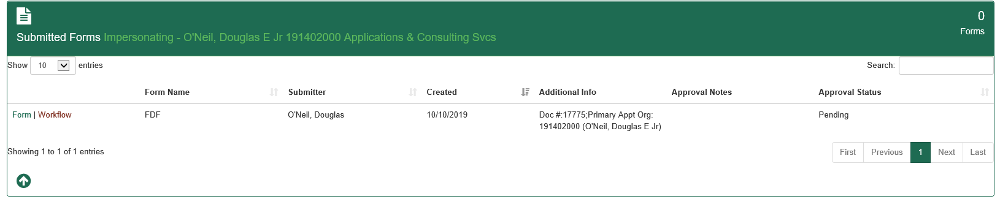 0
Forms
Submitted Forms Impersonating - O'Neil, Douglas E Jr 191402000 Applications & Consulting Svcs
Show 10 entries Search:
Form Name Submitter Created Additional Info Approval Notes Approval Status
Form | Workflow FDF O'Neil, Douglas 10/10/2019 Doc #:17775;Primary Appt Org: Pending
191402000 (O'Neil, Douglas E Jr)
Showing 1 to 1 of 1 entries First Previous 1 Next Last